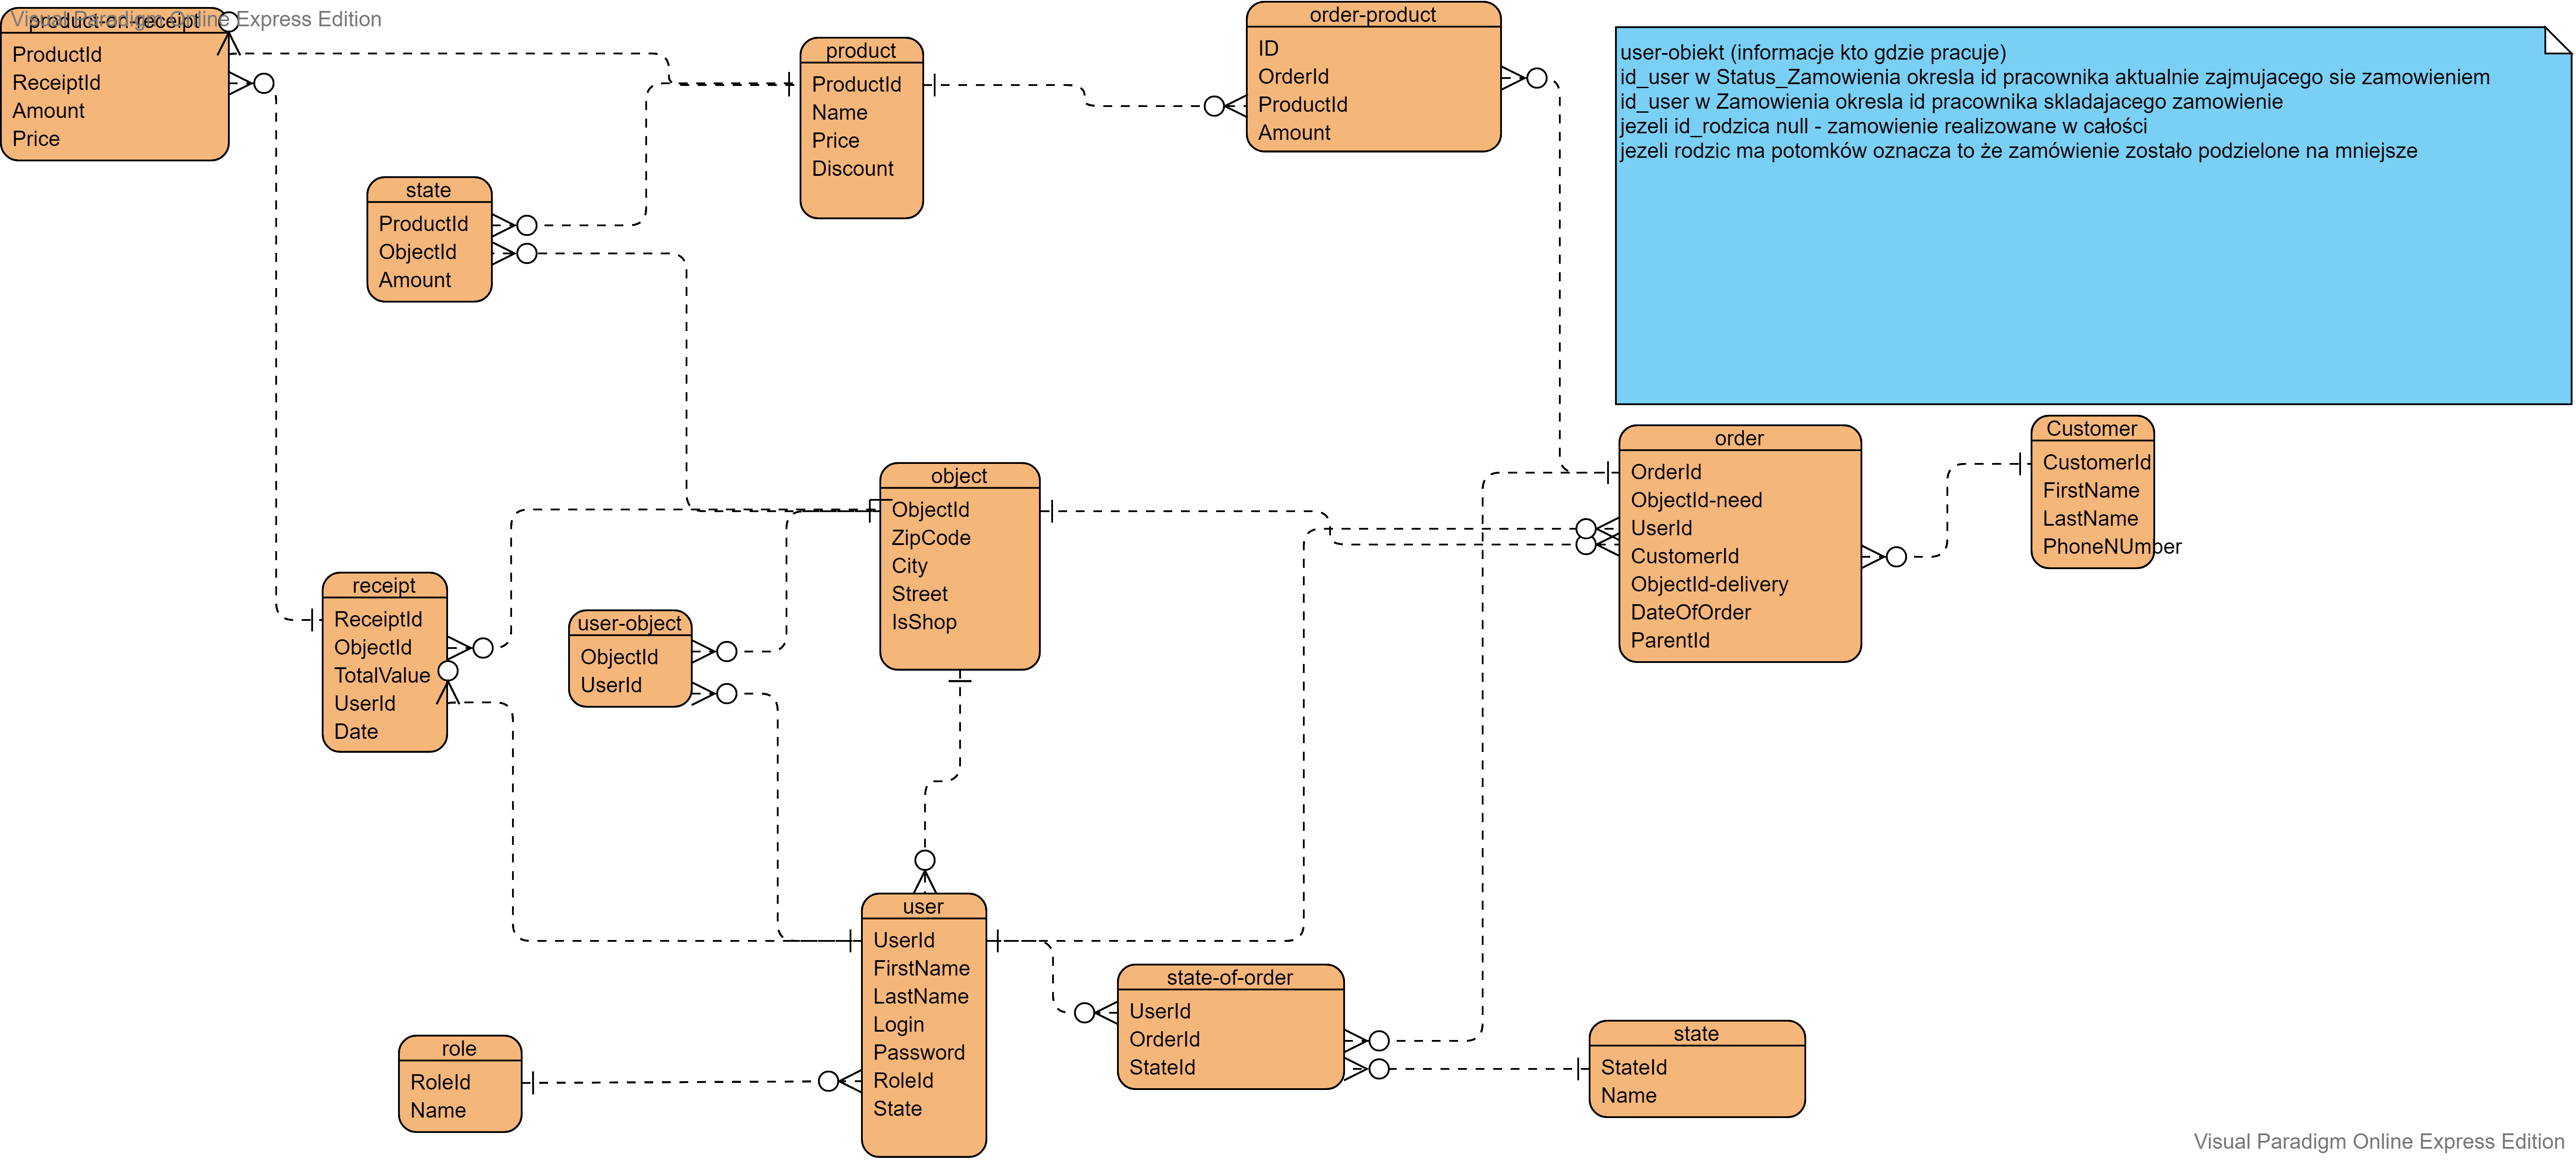 Visual Paradigm Online Express Edition
product-on-receipt
ProductId
ReceiptId
Amount
Price
product
ProductId
Name
Price
Discount
order-product
ID
OrderId
ProductId
Amount
user-obiekt (informacje kto gdzie pracuje)
id_user w Status_Zamowienia okresla id pracownika aktualnie zajmujacego sie zamowieniem
id_user w Zamowienia okresla id pracownika skladajacego zamowienie
jezeli id_rodzica null - zamowienie realizowane w całości
jezeli rodzic ma potomków oznacza to że zamówienie zostało podzielone na mniejsze
state
ProductId
ObjectId
Amount
object
ObjectId
ZipCode
City
Street
IsShop
order
OrderId
ObjectId-need
UserId
CustomerId
ObjectId-delivery
DateOfOrder
ParentId
Customer
CustomerId
FirstName
LastName
PhoneNUmber
receipt
ReceiptId
ObjectId
TotalValue
UserId
Date
user-object
ObjectId
UserId
user
UserId
FirstName
LastName
Login
Password
RoleId
State
state-of-order
UserId
OrderId
StateId
role
RoleId
Name
state
StateId
Name
Visual Paradigm Online Express Edition